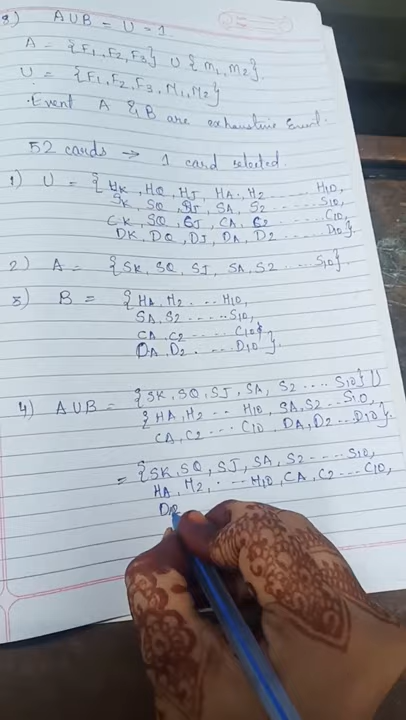 8) AUB = U = 1.
A = {F1, F2, F3} U {M1, M2}.
U = {F1, F2, F3, M1, M2}
. Event A & B are exhaustive Event.
52 cards → 1 card selected.
1) U = {HK, HQ, HJ, HA, H2 ...... H10,
SK, SQ, SJ, SA, S2 ...... S10,
CK, SQ, CJ, CA, C2 ...... C10,
DK, DQ, DJ, DA, D2 ...... D10}.
2) A = {SK, SQ, SJ, SA, S2 .... S10}.
3) B = {HA, H2 .... H10,
SA, S2 ...... S10,
CA, C2 .... C10
DA, D2 .... D10}.
4) AUB = {SK, SQ, SJ, SA, S2 .... S10} U
{HA, H2 .. H10, SA, S2 ... S10,
CA, C2 ... C10, DA, D2 ... D10}.
= {SK, SQ, SJ, SA, S2 ..... S10,
HA, H2, .... H10, CA, C2 ... C10,